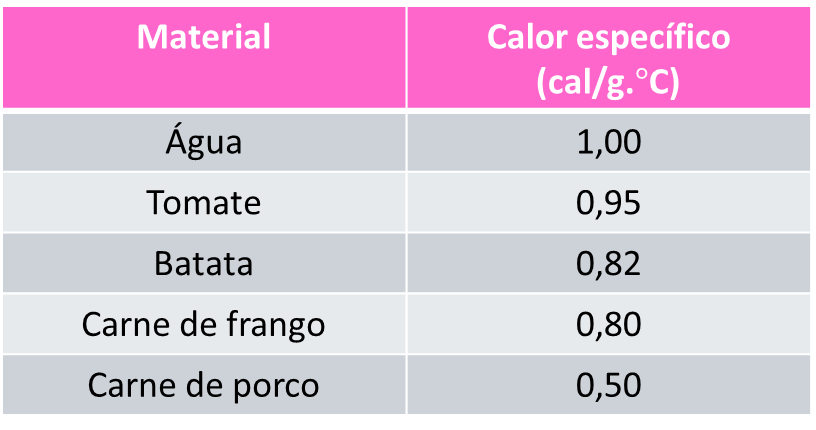 Material Calor específico
(cal/g.°C)
Água 1,00
Tomate 0,95
Batata 0,82
Carne de frango 0,80
Carne de porco 0,50